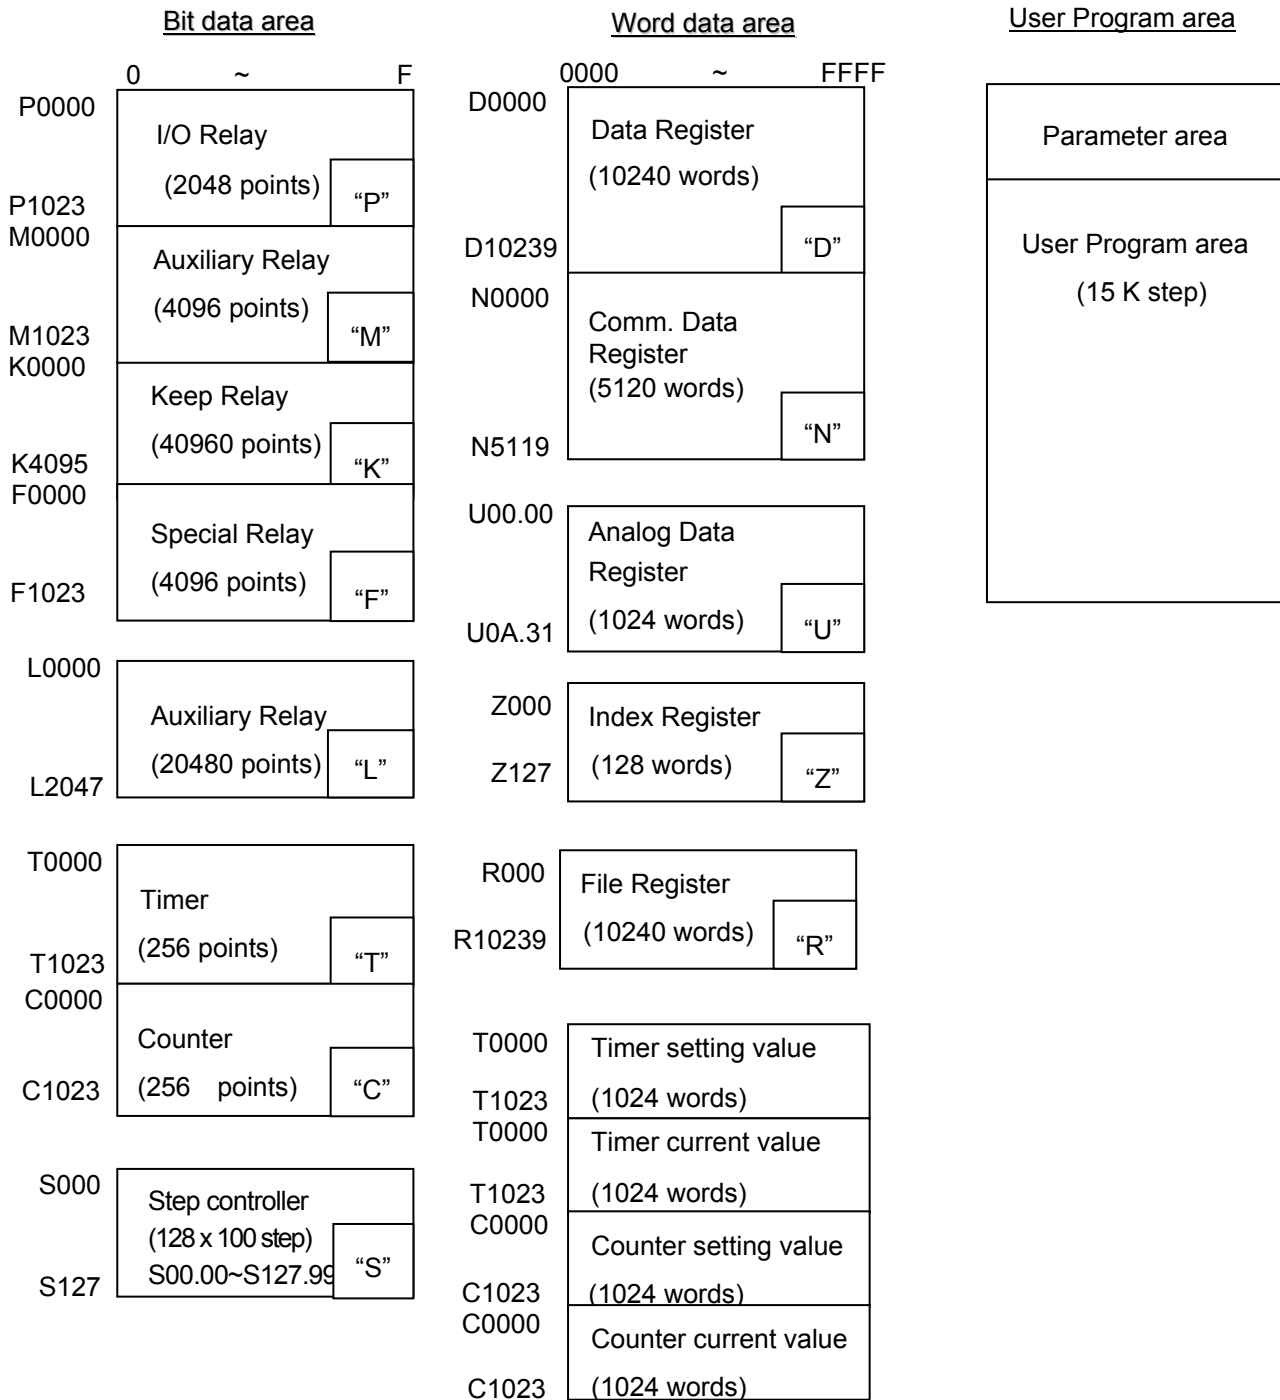 Bit data area
0 ~ F
P0000
I/O Relay
(2048 points)
“P”
P1023
M0000
Auxiliary Relay
(4096 points)
“M”
M1023
K0000
Keep Relay
(40960 points)
“K”
K4095
F0000
Special Relay
(4096 points)
“F”
F1023
L0000
Auxiliary Relay
(20480 points)
“L”
L2047
T0000
Timer
(256 points)
“T”
T1023
C0000
Counter
(256 points)
“C”
C1023
S000
Step controller
(128 x 100 step)
S00.00~S127.99
“S”
S127
Word data area
0000 ~ FFFF
D0000
Data Register
(10240 words)
“D”
D10239
N0000
Comm. Data
Register
(5120 words)
“N”
N5119
U00.00
Analog Data
Register
(1024 words)
“U”
U0A.31
Z000
Index Register
(128 words)
“Z”
Z127
R000
File Register
(10240 words)
“R”
R10239
T0000
Timer setting value
(1024 words)
T1023
T0000
Timer current value
(1024 words)
T1023
C0000
Counter setting value
(1024 words)
C1023
C0000
Counter current value
(1024 words)
C1023
User Program area
Parameter area
User Program area
(15 K step)